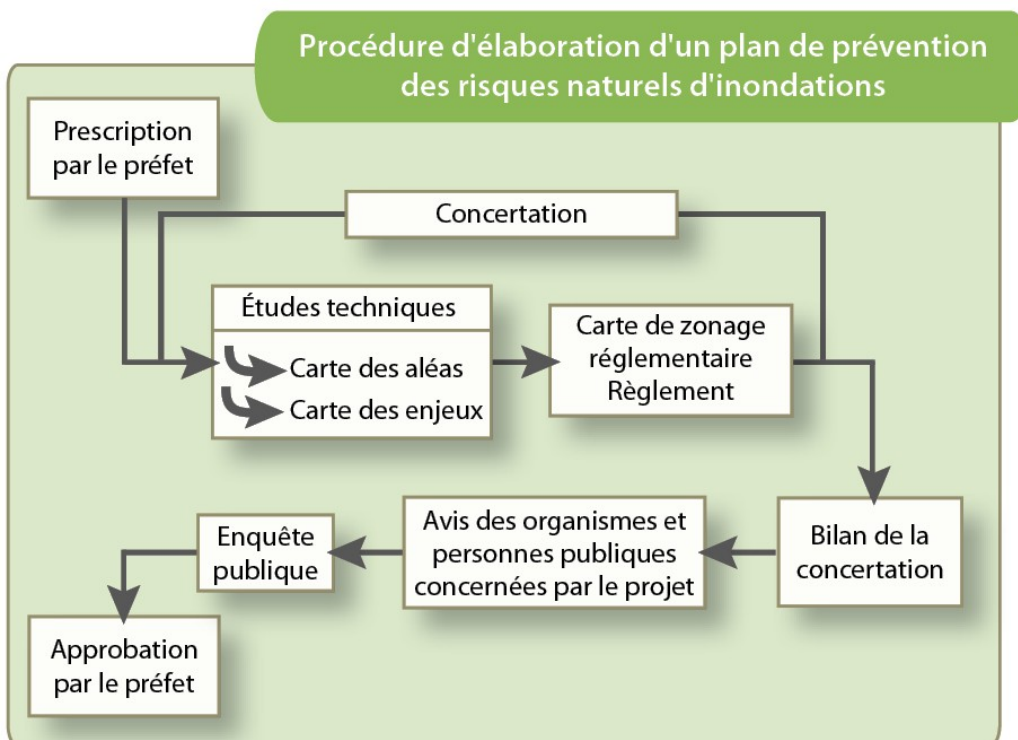 Procédure d'élaboration d'un plan de prévention
des risques naturels d'inondations
Prescription
par le préfet
Concertation
Études techniques
Carte des aléas
Carte des enjeux
Carte de zonage
réglementaire
Règlement
Bilan de la
concertation
Avis des organismes et
personnes publiques
concernées par le projet
Enquête
publique
Approbation
par le préfet